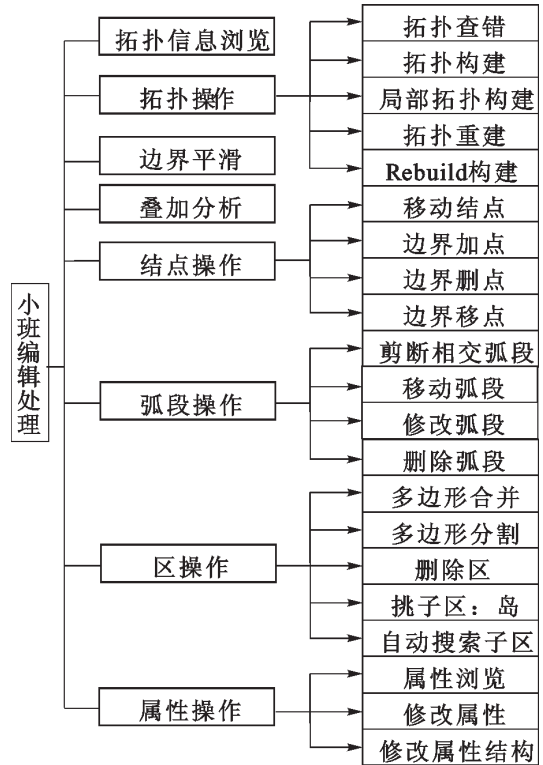 小班编辑处理
拓扑信息浏览
拓扑操作
拓扑查错
拓扑构建
局部拓扑构建
拓扑重建
Rebuild构建
边界平滑
叠加分析
结点操作
移动结点
边界加点
边界删点
边界移点
弧段操作
剪断相交弧段
移动弧段
修改弧段
删除弧段
区操作
多边形合并
多边形分割
删除区
挑子区：岛
自动搜索子区
属性操作
属性浏览
修改属性
修改属性结构